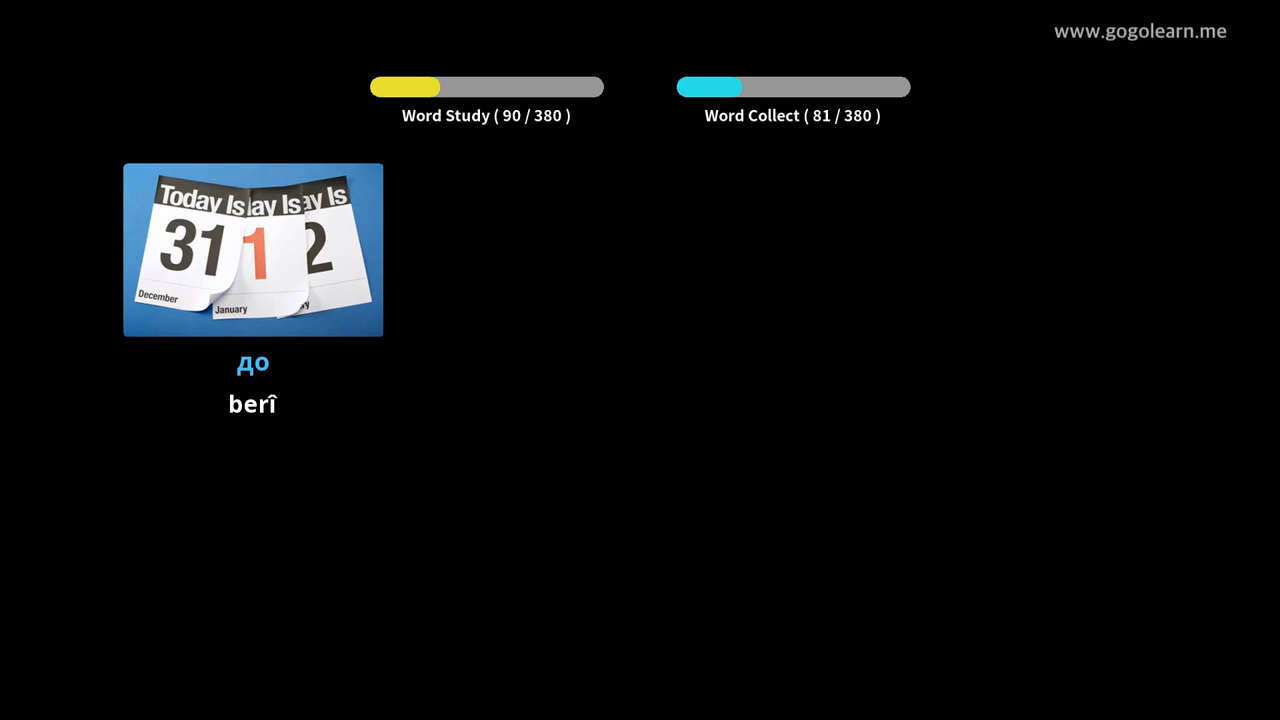 www.gogolearn.me
Word Study ( 90 / 380 )
Word Collect ( 81 / 380 )
Today Is
ay Is
ay Is
31
1
2
December
January
ry
до
berî